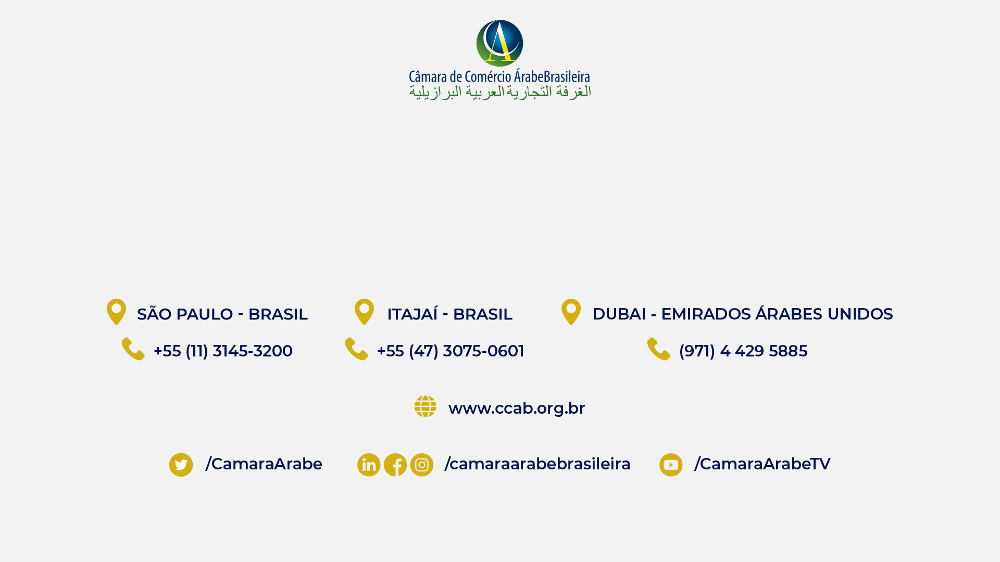 Câmara de Comércio ÁrabeBrasileira
الغرفة التجارية العربية البرازيلية
SÃO PAULO - BRASIL
+55 (11) 3145-3200
ITAJAÍ - BRASIL
+55 (47) 3075-0601
DUBAI - EMIRADOS ÁRABES UNIDOS
(971) 4 429 5885
www.ccab.org.br
/CamaraArabe
/camaraarabebrasileira
/CamaraArabeTV